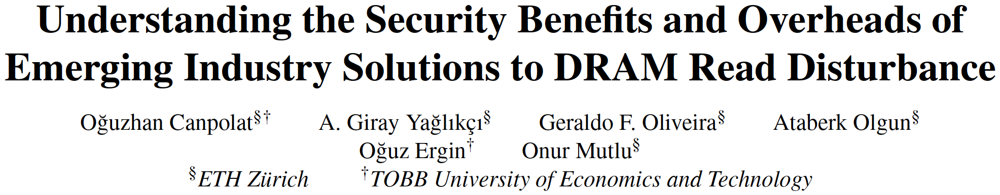 Understanding the Security Benefits and Overheads of
Emerging Industry Solutions to DRAM Read Disturbance
Oğuzhan Canpolat§† A. Giray Yağlıkçı§ Geraldo F. Oliveira§ Ataberk Olgun§
Oğuz Ergin† Onur Mutlu§
§ETH Zürich †TOBB University of Economics and Technology